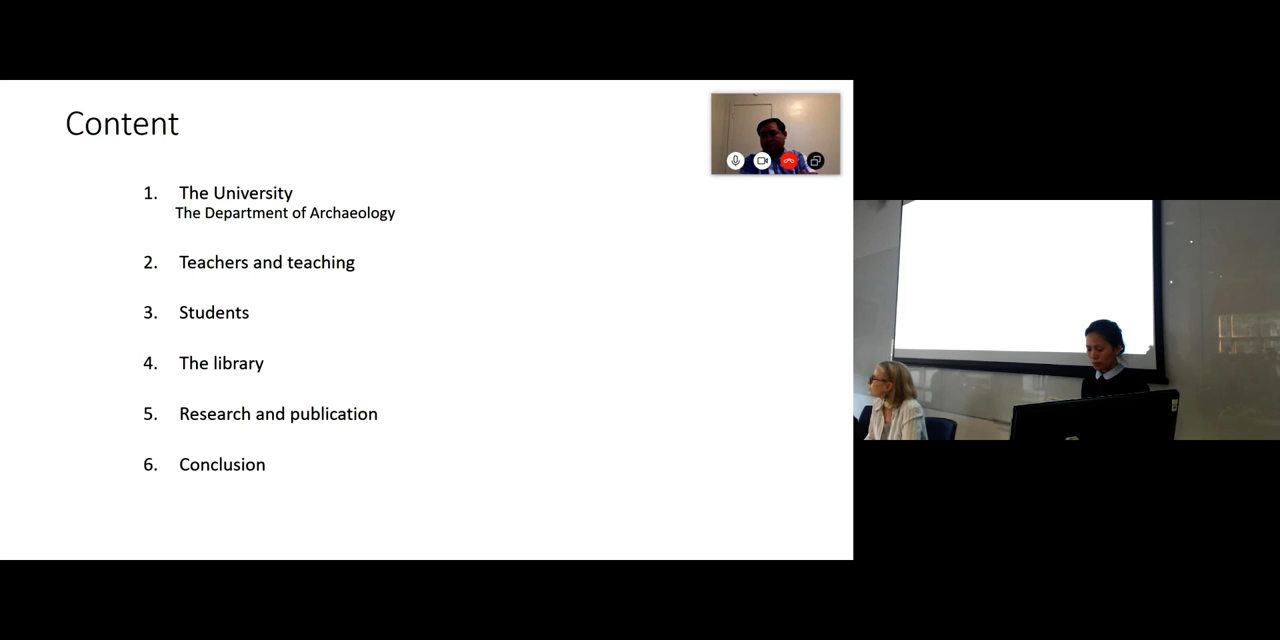 Content
1. The University
The Department of Archaeology
2. Teachers and teaching
3. Students
4. The library
5. Research and publication
6. Conclusion